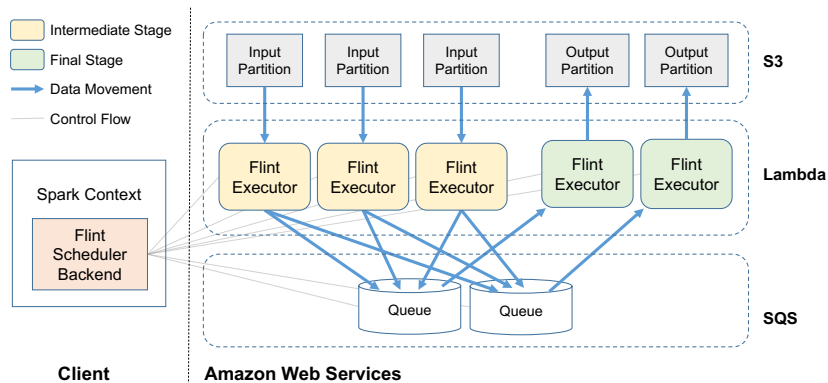 Intermediate Stage
Final Stage
Data Movement
Control Flow
Spark Context
Flint
Scheduler
Backend
Client
Input
Partition
Input
Partition
Input
Partition
Output
Partition
Output
Partition
S3
Flint
Executor
Flint
Executor
Flint
Executor
Flint
Executor
Flint
Executor
Lambda
Queue
Queue
SQS
Amazon Web Services